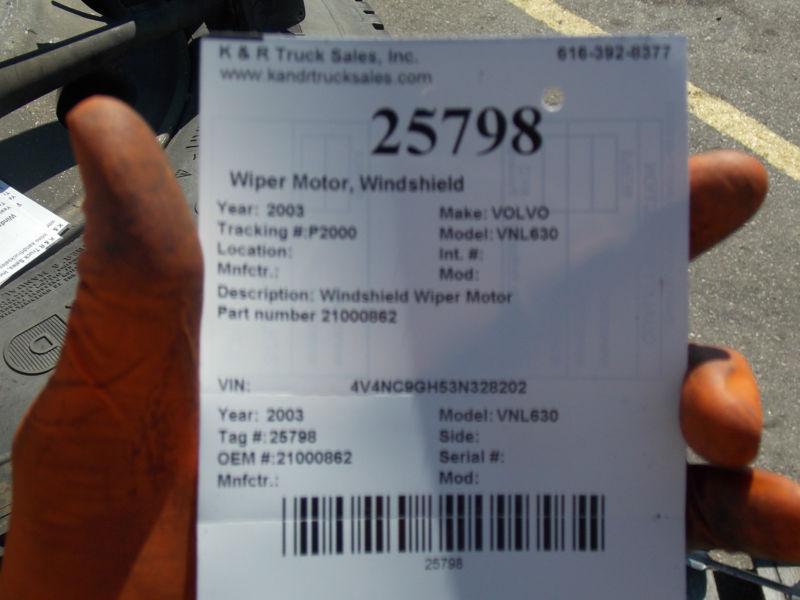 K & R Truck Sales, Inc. 616-392-8377
www.kandrtrucksales.com
25798
Wiper Motor, Windshield
Year: 2003 Make: VOLVO
Tracking #:P2000 Model: VNL630
Location: Int. #:
Mnfctr.: Mod:
Description: Windshield Wiper Motor
Part number 21000862
VIN: 4V4NC9GH53N328202
Year: 2003 Model: VNL630
Tag #:25798 Side:
OEM #:21000862 Serial #:
Mnfctr.: Mod:
25798